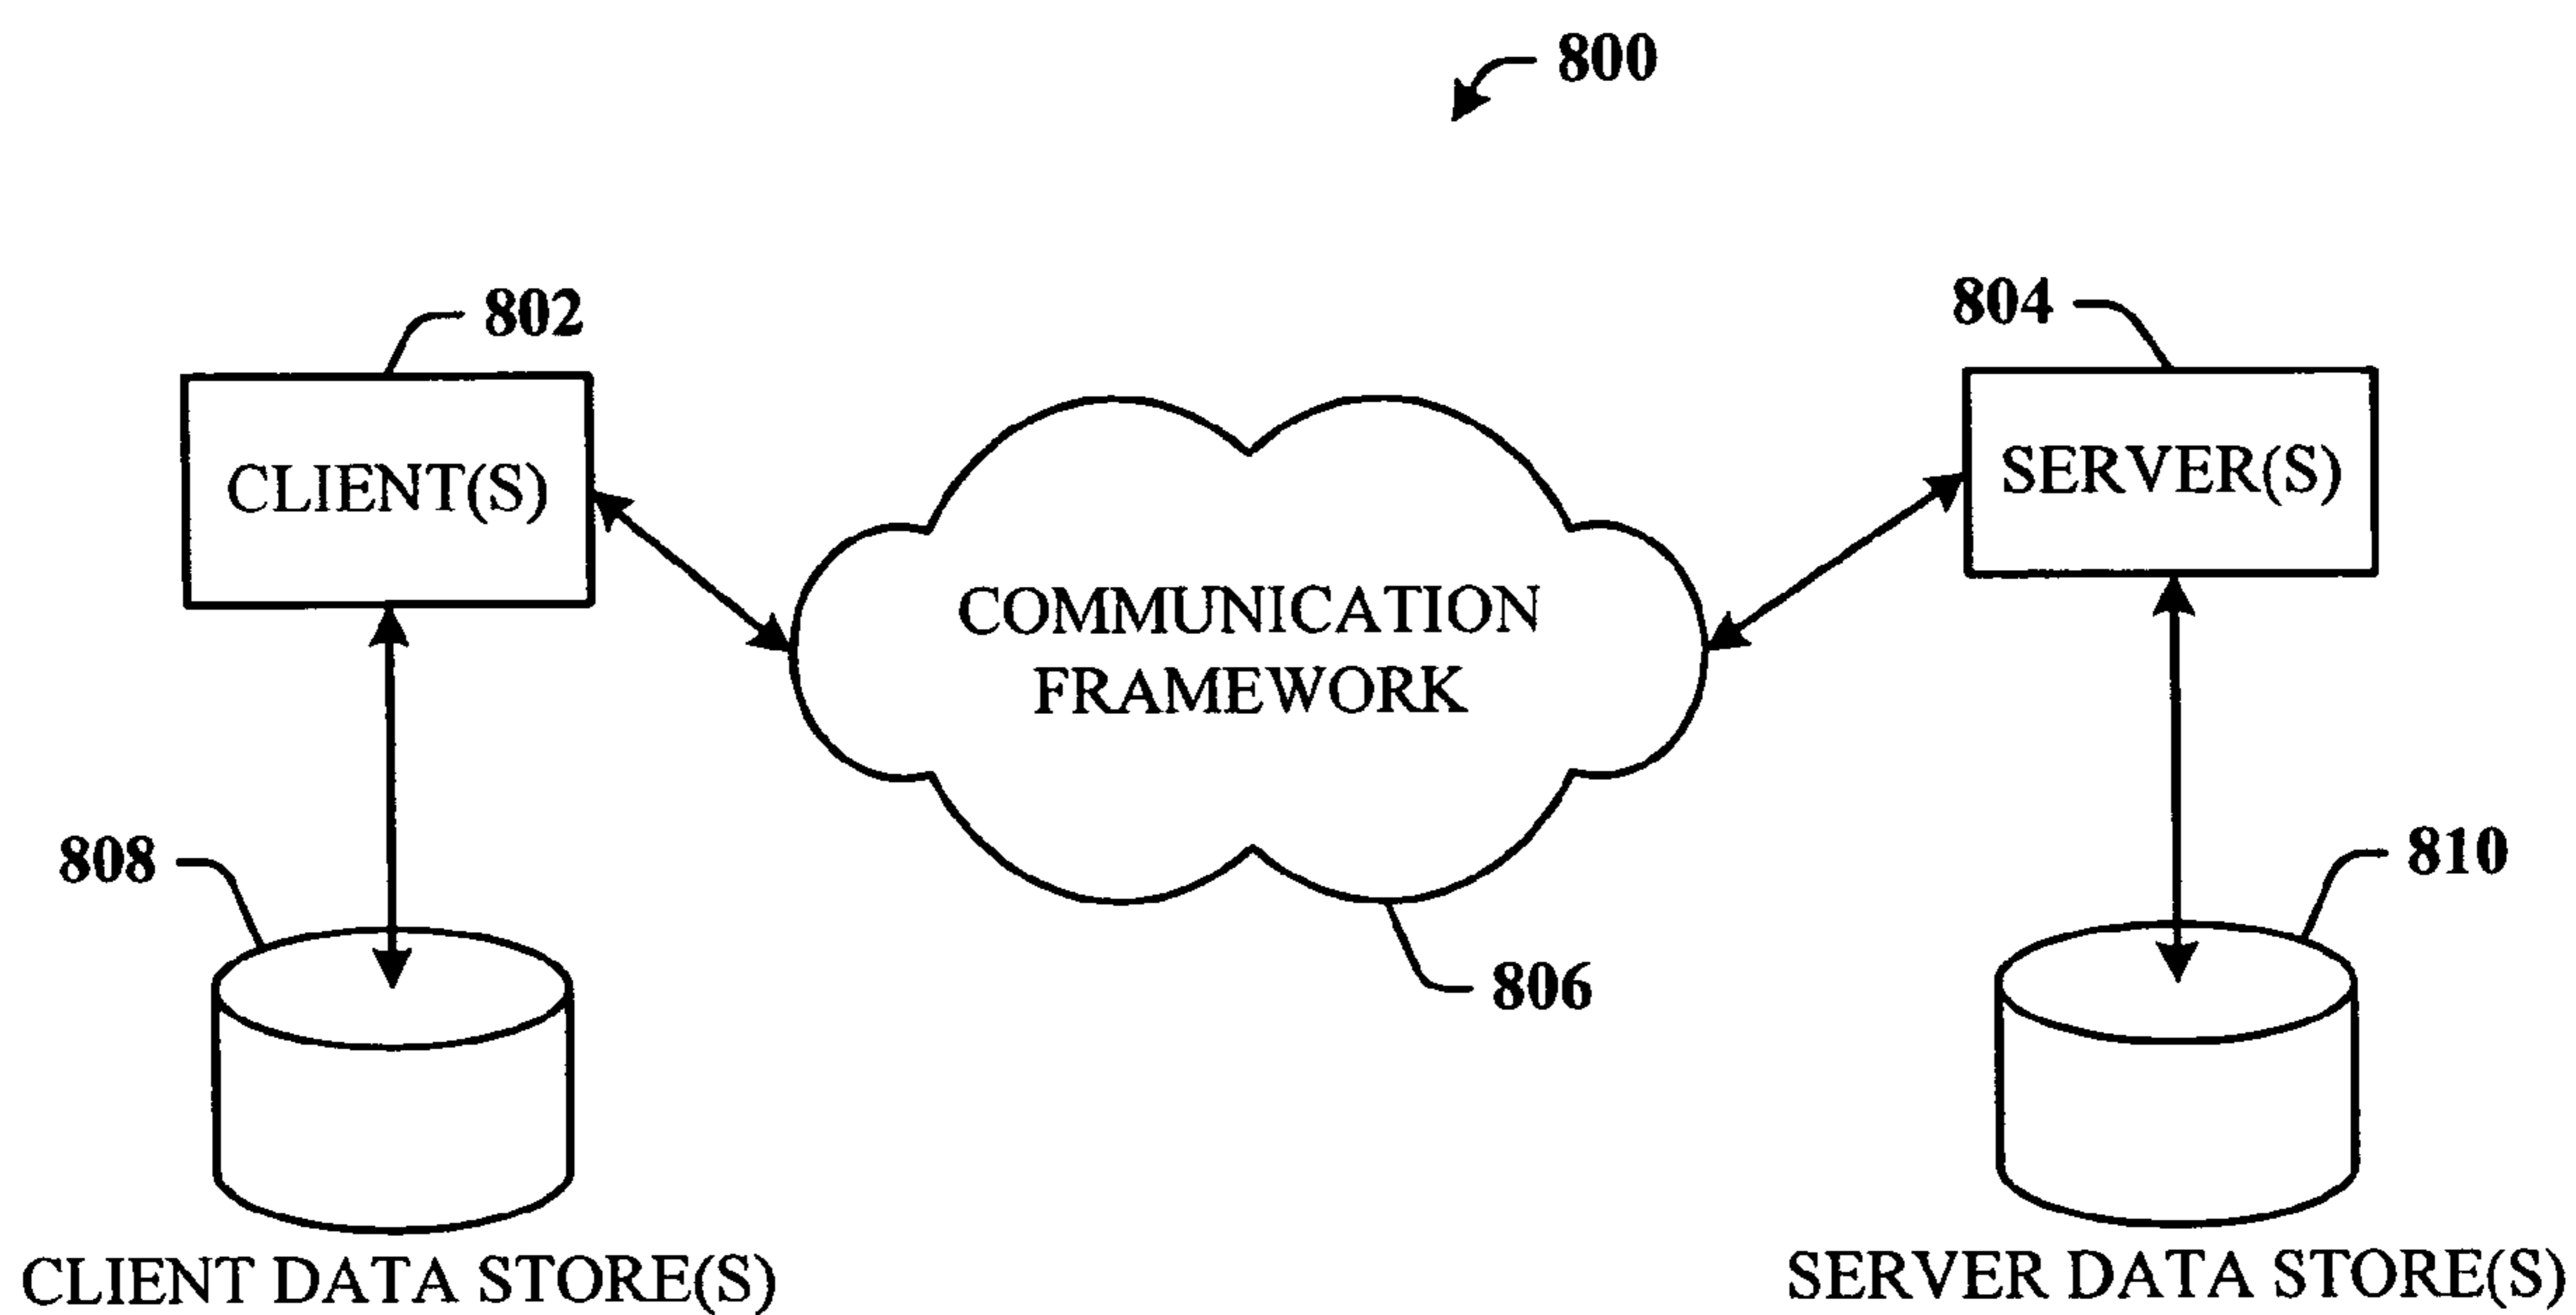 800
802
804
CLIENT(S)
SERVER(S)
COMMUNICATION
FRAMEWORK
808
810
806
CLIENT DATA STORE(S)
SERVER DATA STORE(S)